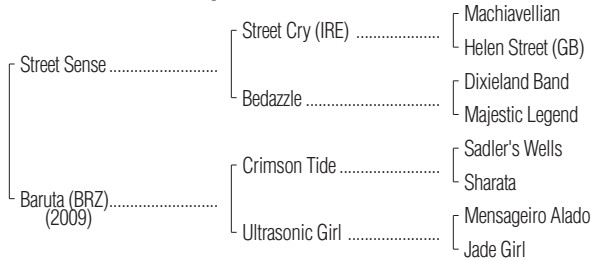 Machiavellian
Street Cry (IRE) ..................
Helen Street (GB)
Street Sense ........................
Dixieland Band
Bedazzle ..............................
Majestic Legend
Sadler's Wells
Crimson Tide ......................
Sharata
Baruta (BRZ)........................
(2009)
Mensageiro Alado
Ultrasonic Girl ....................
Jade Girl